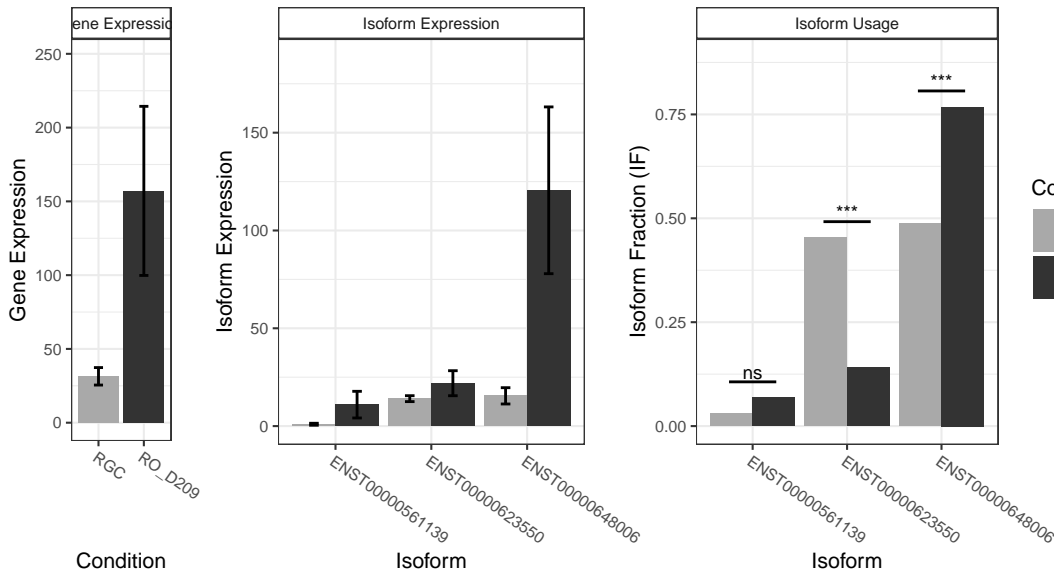 ene Expressio
Gene Expression
250
200
150
100
50
0
RGC
RO_D209
Condition
Isoform Expression
Isoform Expression
150
100
50
0
ENST00000561139
ENST00000623550
ENST00000648006
Isoform
Isoform Usage
Isoform Fraction (IF)
0.75
0.50
0.25
0.00
ns
***
***
ENST00000561139
ENST00000623550
ENST00000648006
Isoform
Co